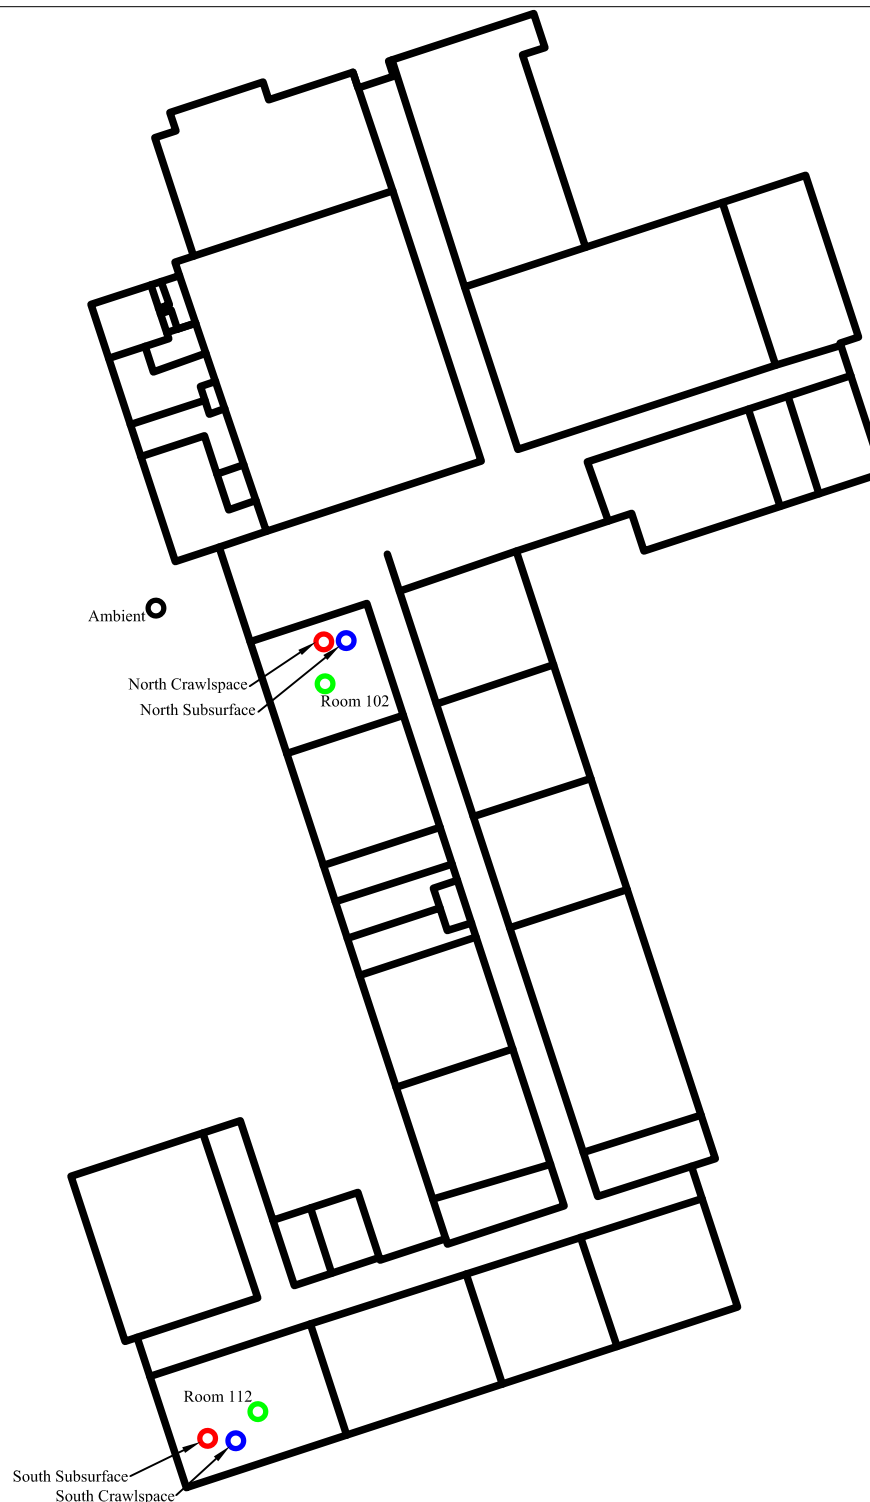 Ambient
North Crawlspace
North Subsurface
Room 102
Room 112
South Subsurface
South Crawlspace